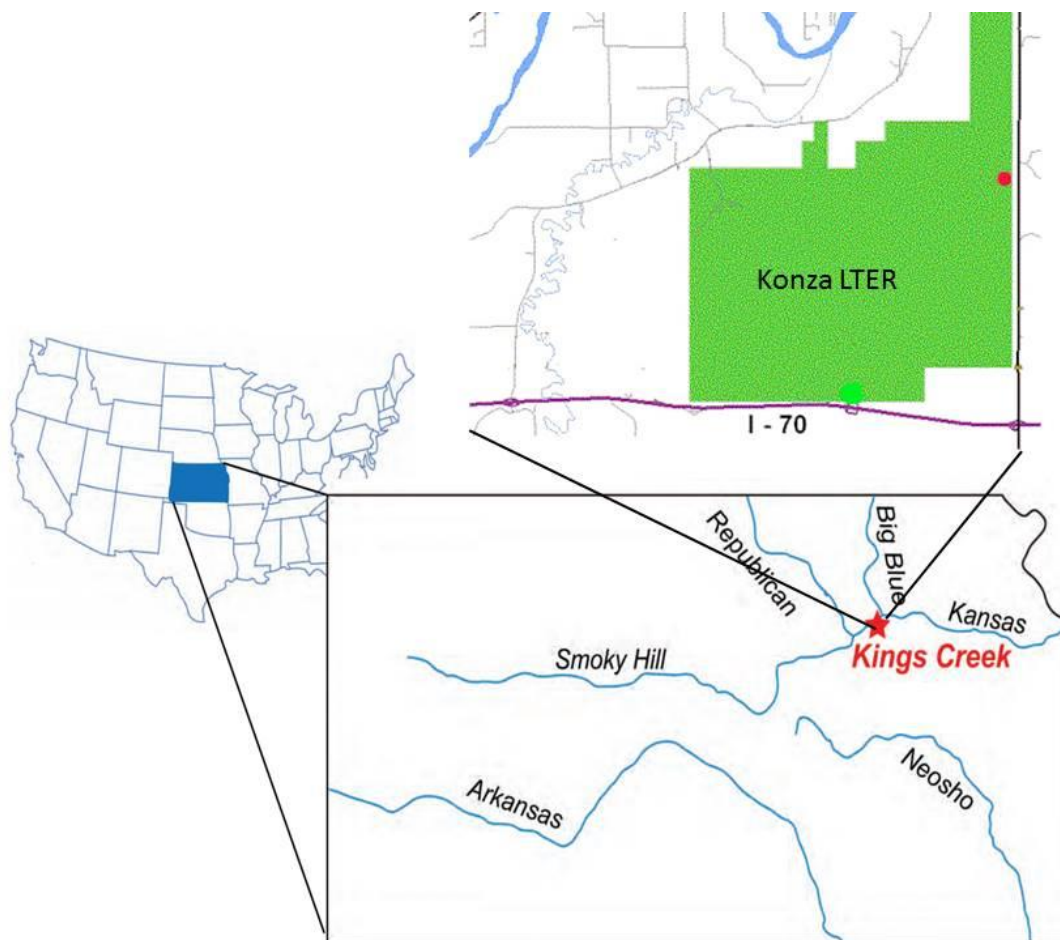 Konza LTER
I - 70
Republican
Big Blue
Kansas
Kings Creek
Smoky Hill
Neosho
Arkansas